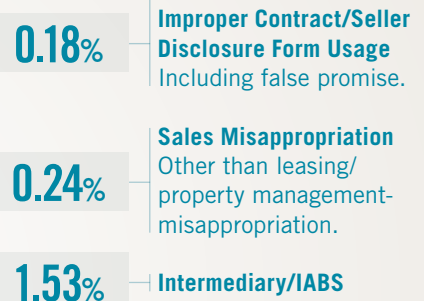 0.18%
Improper Contract/Seller
Disclosure Form Usage
Including false promise.
0.24%
Sales Misappropriation
Other than leasing/
property management-
misappropriation.
1.53%
Intermediary/IABS